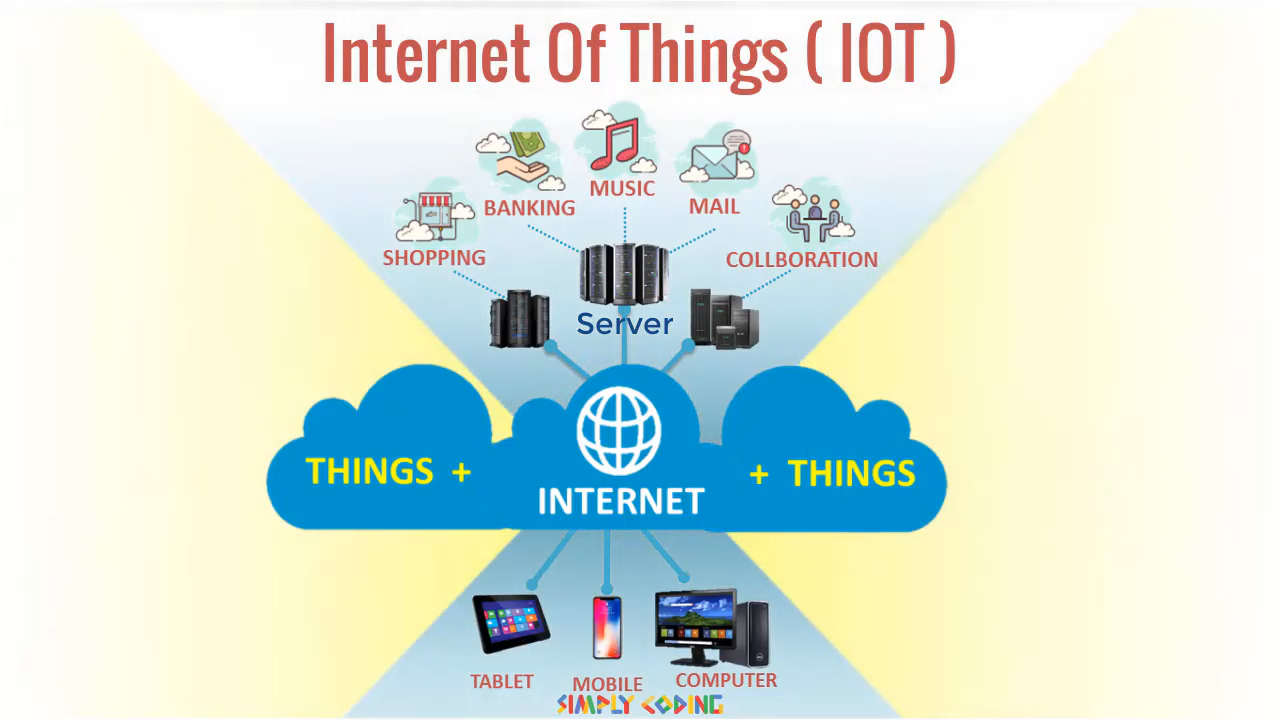 Internet Of Things ( IOT )
MUSIC
BANKING
MAIL
SHOPPING
COLLBORATION
Server
THINGS +
INTERNET
+ THINGS
TABLET
MOBILE
COMPUTER
SIMPLY CODING